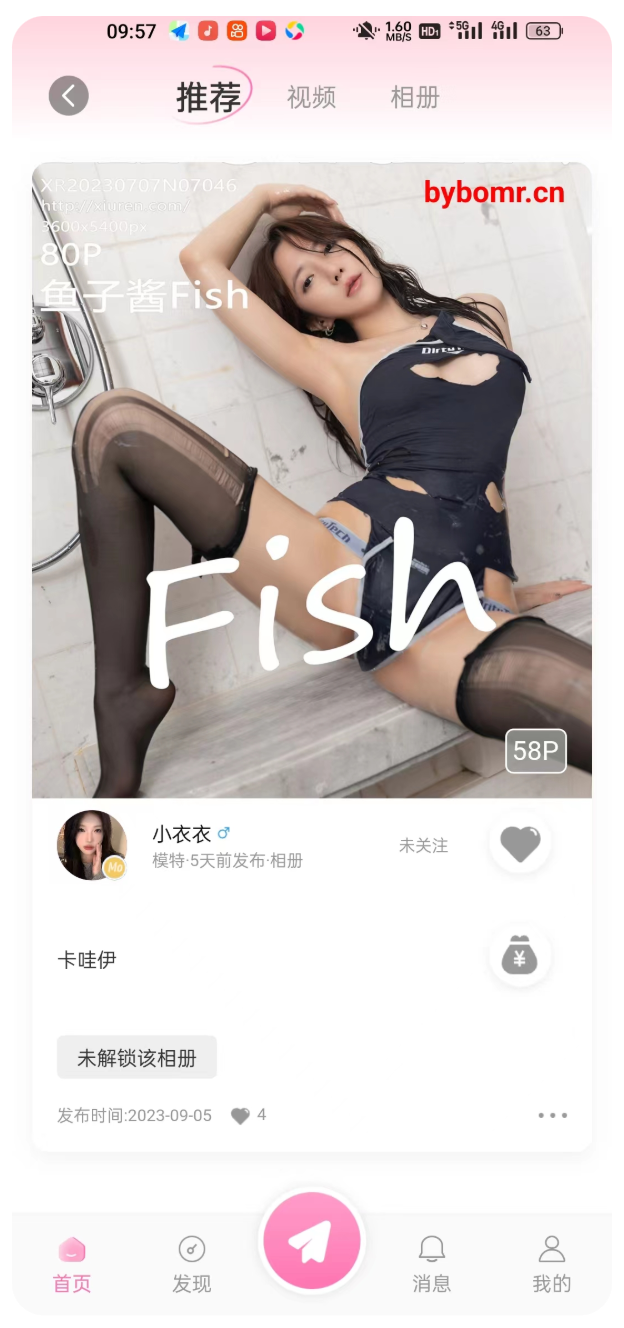 09:57
1.60
MB/S
HD1
5G
4G
63
推荐
视频
相册
XR20230707N07046
http://xiuren.com/
3600x5400px
80P
鱼子酱Fish
bybomr.cn
Fish
58P
小衣衣
Mo
模特·5天前发布·相册
未关注
卡哇伊
¥
未解锁该相册
发布时间:2023-09-05
4
首页
发现
消息
我的